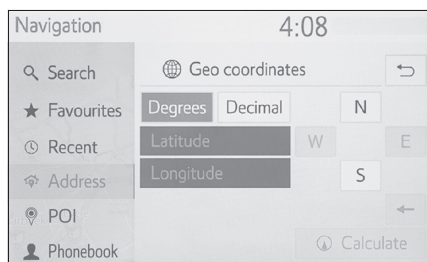 Navigation 4:08
Search
Favourites
Recent
Address
POI
Phonebook
Geo coordinates
Degrees Decimal N
Latitude W E
Longitude S
Calculate